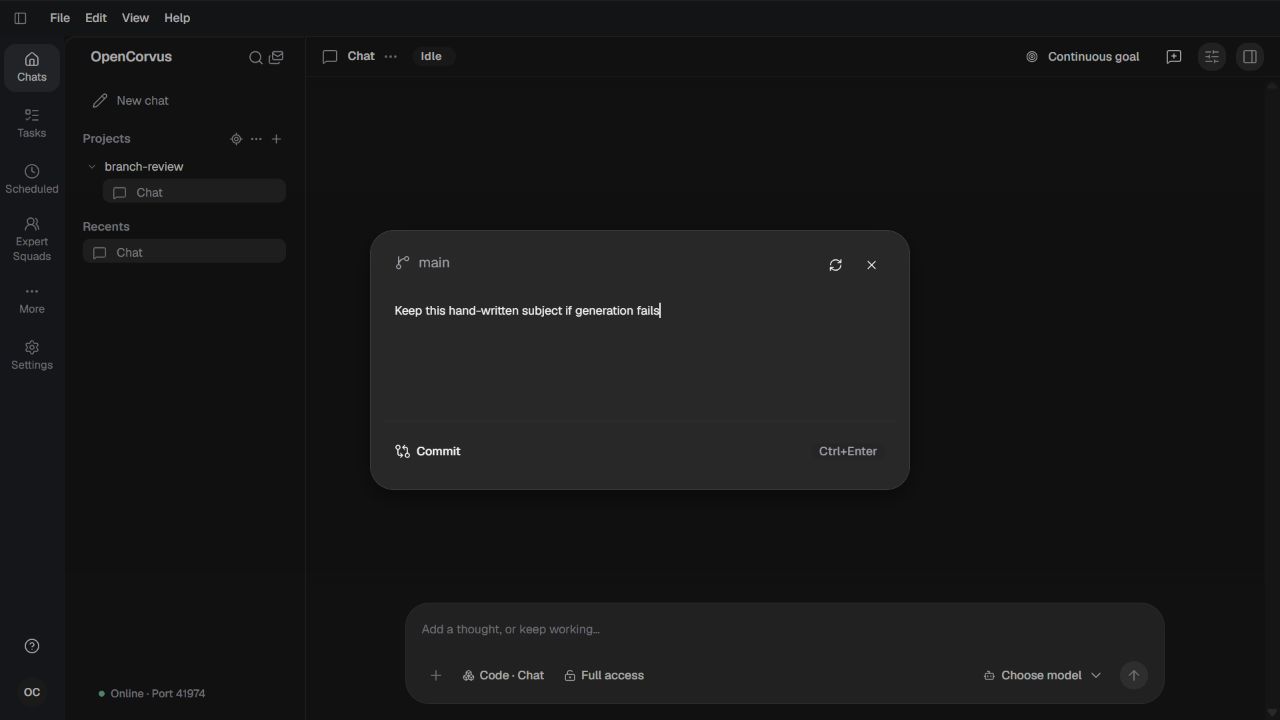 File Edit View Help
Chats
Tasks
Scheduled
Expert
Squads
More
Settings
OC
OpenCorvus
New chat
Projects
branch-review
Chat
Recents
Chat
Online · Port 41974
Chat
Idle
Continuous goal
main
Keep this hand-written subject if generation fails
Commit
Ctrl+Enter
Add a thought, or keep working...
Code · Chat
Full access
Choose model